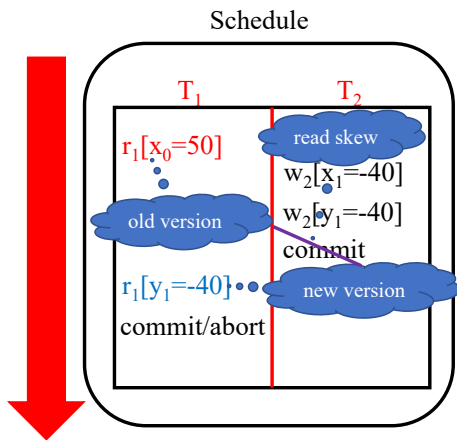 Schedule
T1 T2
read skew
r1[x0=50]
w2[x1=-40]
old version
w2[y1=-40]
commit
r1[y1=-40]
new version
commit/abort